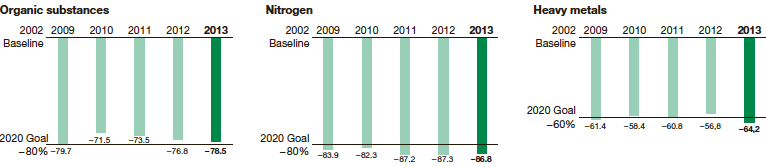 Organic substances
2002 2009 2010 2011 2012 2013
Baseline
2020 Goal
−80%
−79.7 −71.5 −73.5 −76.8 −78.5
Nitrogen
2002 2009 2010 2011 2012 2013
Baseline
2020 Goal
−80%
−83.9 −82.3 −87.2 −87.3 −86.8
Heavy metals
2002 2009 2010 2011 2012 2013
Baseline
2020 Goal
−60%
−61.4 −58.4 −60.8 −56,8 −64,2